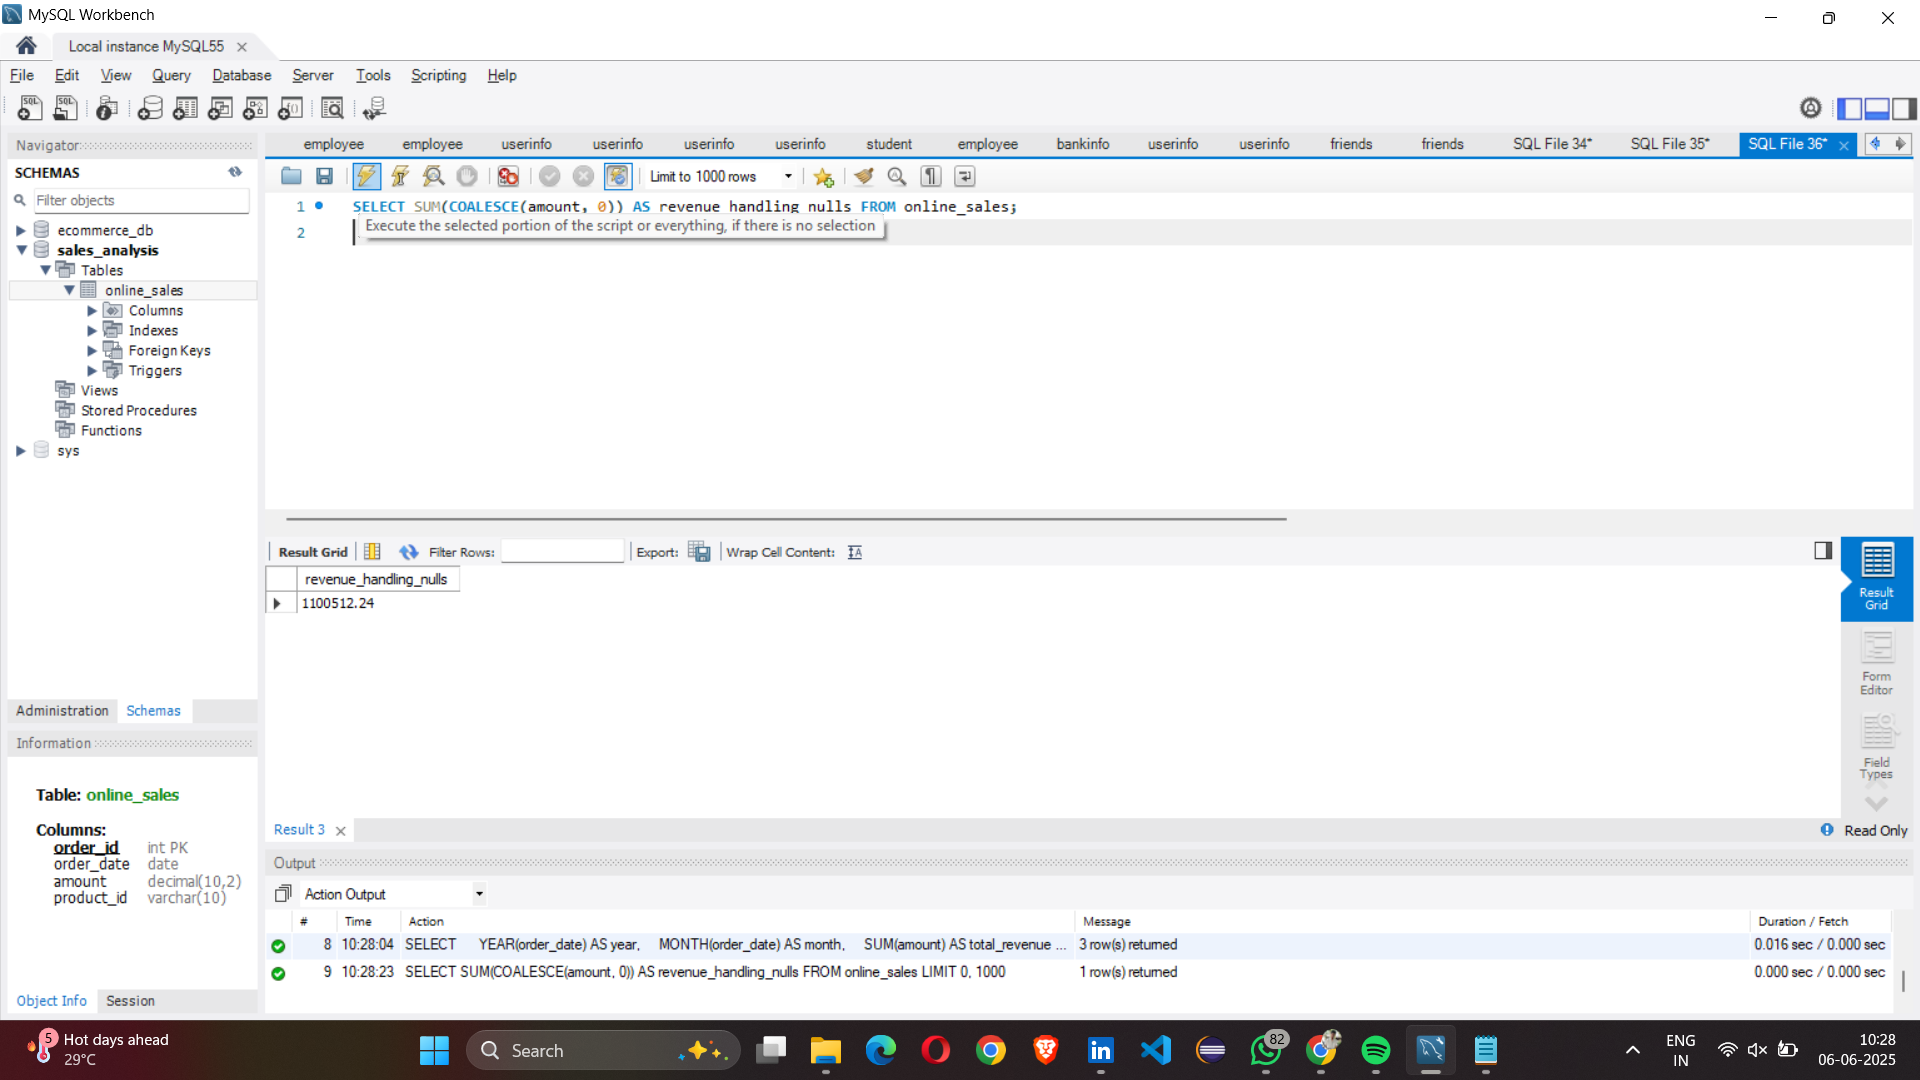 MySQL Workbench
Local instance MySQL55
File Edit View Query Database Server Tools Scripting Help
Navigator
SCHEMAS
Filter objects
ecommerce_db
sales_analysis
Tables
online_sales
Columns
Indexes
Foreign Keys
Triggers
Views
Stored Procedures
Functions
sys
Administration Schemas
Information
Table: online_sales
Columns:
order_id int PK
order_date date
amount decimal(10,2)
product_id varchar(10)
Object Info Session
employee employee userinfo userinfo userinfo userinfo student employee bankinfo userinfo userinfo friends friends SQL File 34* SQL File 35* SQL File 36*
Limit to 1000 rows
1 SELECT SUM(COALESCE(amount, 0)) AS revenue_handling_nulls FROM online_sales;
Execute the selected portion of the script or everything, if there is no selection
2
Result Grid Filter Rows: Export: Wrap Cell Content:
revenue_handling_nulls
1100512.24
Result Grid
Form Editor
Field Types
Result 3
Read Only
Output
Action Output
# Time Action Message Duration / Fetch
8 10:28:04 SELECT YEAR(order_date) AS year, MONTH(order_date) AS month, SUM(amount) AS total_revenue ... 3 row(s) returned 0.016 sec / 0.000 sec
9 10:28:23 SELECT SUM(COALESCE(amount, 0)) AS revenue_handling_nulls FROM online_sales LIMIT 0, 1000 1 row(s) returned 0.000 sec / 0.000 sec
5
Hot days ahead
29°C
Search
82
ENG
IN
10:28
06-06-2025